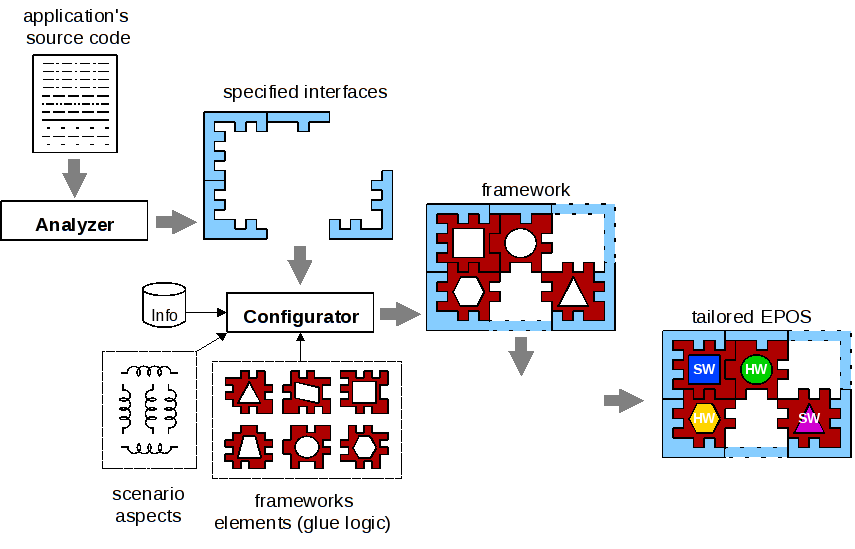 application's
source code
specified interfaces
Analyzer
framework
Info
Configurator
tailored EPOS
SW
HW
HW
SW
scenario
aspects
frameworks
elements (glue logic)